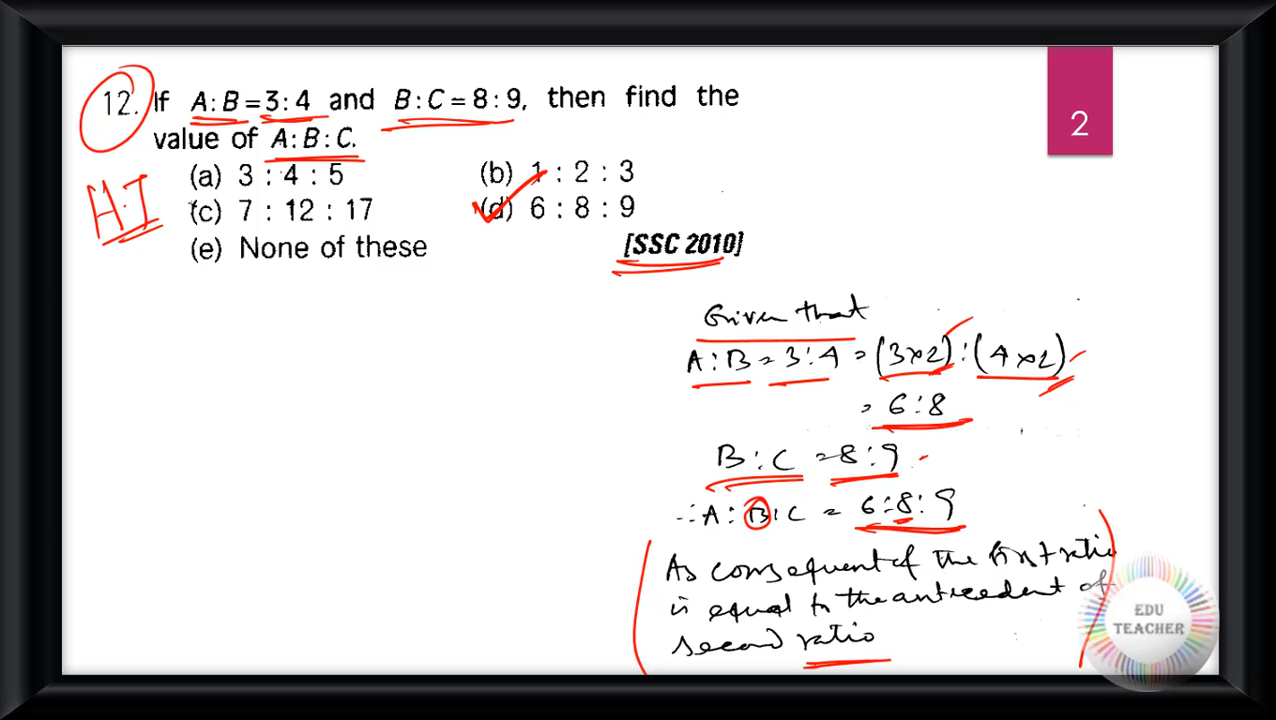 2
12. If A : B = 3 : 4 and B : C = 8 : 9, then find the
value of A : B : C.
(a) 3 : 4 : 5 (b) 1 : 2 : 3
(c) 7 : 12 : 17 (d) 6 : 8 : 9
(e) None of these [SSC 2010]
H.I
Given that
A : B = 3 : 4 = (3×2) : (4×2)
= 6 : 8
B : C = 8 : 9
∴ A : B : C = 6 : 8 : 9
As consequent of the first ratio
is equal to the antecedent of
second ratio
EDU
TEACHER